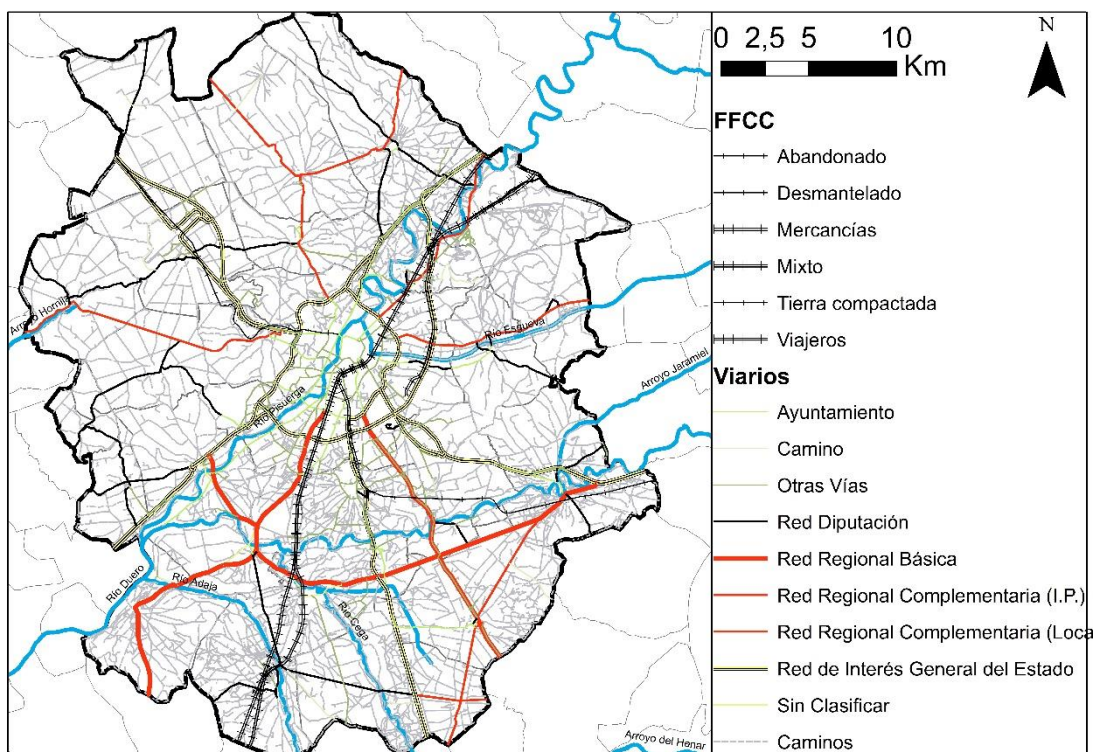 0 2,5 5 10
Km
N
FFCC
Abandonado
Desmantelado
Mercancías
Mixto
Tierra compactada
Viajeros
Viarios
Ayuntamiento
Camino
Otras Vías
Red Diputación
Red Regional Básica
Red Regional Complementaria (I.P.)
Red Regional Complementaria (Loca
Red de Interés General del Estado
Sin Clasificar
Caminos
Arroyo Hornija
Río Esgueva
Arroyo Jaramiel
Río Pisuerga
Río Duero
Río Adaja
Río Cega
Arroyo del Henar